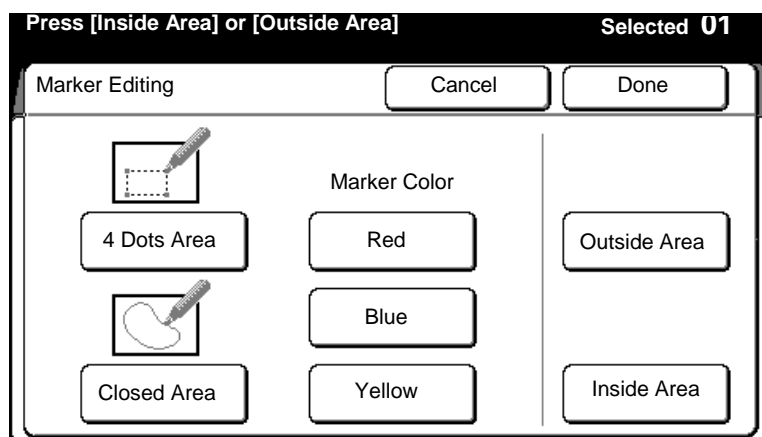 Press [Inside Area] or [Outside Area]
Selected 01
Marker Editing
Cancel
Done
Marker Color
4 Dots Area
Red
Outside Area
Blue
Closed Area
Yellow
Inside Area